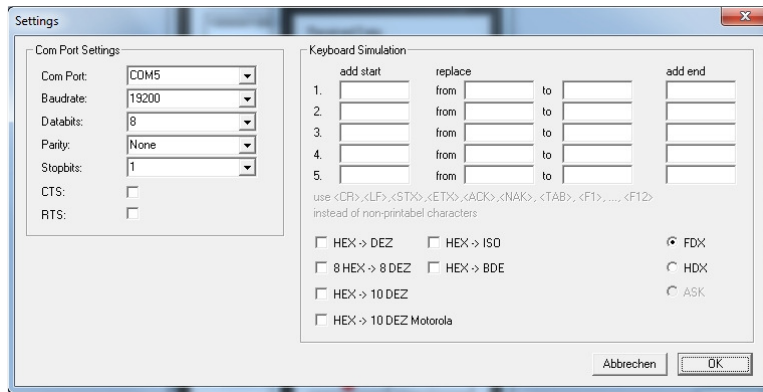 Settings
Com Port Settings
Com Port: COM5
Baudrate: 19200
Databits: 8
Parity: None
Stopbits: 1
CTS:
RTS:
Keyboard Simulation
add start replace add end
1. from to
2. from to
3. from to
4. from to
5. from to
use <CR>,<LF>,<STX>,<ETX>,<ACK>,<NAK>, <TAB>, <F1>, ..., <F12>
instead of non-printabel characters
HEX -> DEZ HEX -> ISO FDX
8 HEX -> 8 DEZ HEX -> BDE HDX
HEX -> 10 DEZ ASK
HEX -> 10 DEZ Motorola
Abbrechen OK